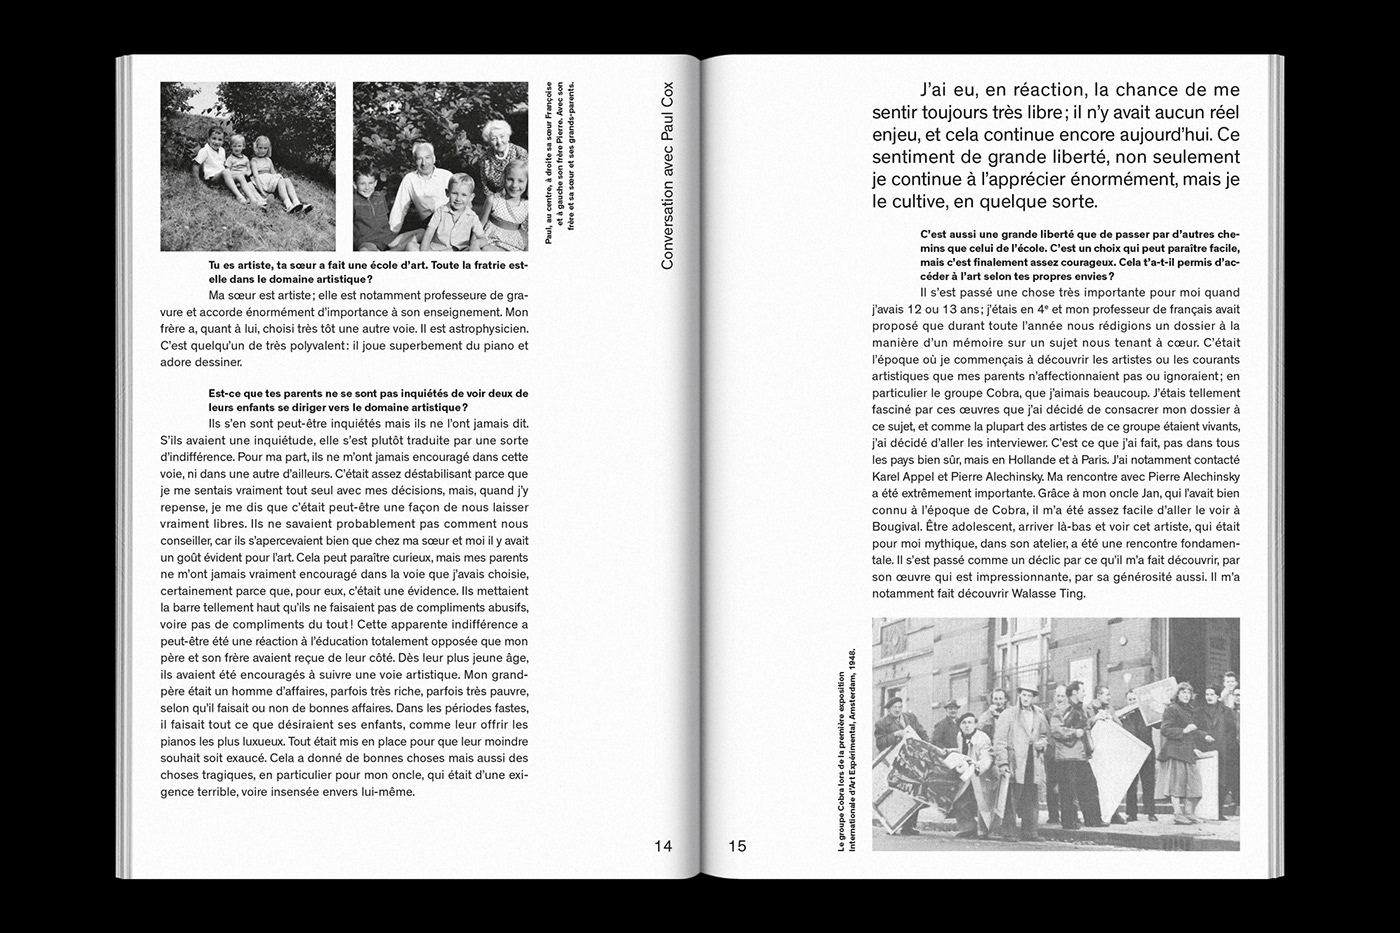 Paul, au centre, à droite sa sœur Françoise
et à gauche son frère Pierre. Avec son
frère et sa sœur et ses grands-parents.
Conversation avec Paul Cox
Tu es artiste, ta sœur a fait une école d’art. Toute la fratrie est-
elle dans le domaine artistique ?
Ma sœur est artiste ; elle est notamment professeure de gra-
vure et accorde énormément d’importance à son enseignement. Mon
frère a, quant à lui, choisi très tôt une autre voie. Il est astrophysicien.
C’est quelqu’un de très polyvalent : il joue superbement du piano et
adore dessiner.
Est-ce que tes parents ne se sont pas inquiétés de voir deux de
leurs enfants se diriger vers le domaine artistique ?
Ils s’en sont peut-être inquiétés mais ils ne l’ont jamais dit.
S’ils avaient une inquiétude, elle s’est plutôt traduite par une sorte
d’indifférence. Pour ma part, ils ne m’ont jamais encouragé dans cette
voie, ni dans une autre d’ailleurs. C’était assez déstabilisant parce que
je me sentais vraiment tout seul avec mes décisions, mais, quand j’y
repense, je me dis que c’était peut-être une façon de nous laisser
vraiment libres. Ils ne savaient probablement pas comment nous
conseiller, car ils s’apercevaient bien que chez ma sœur et moi il y avait
un goût évident pour l’art. Cela peut paraître curieux, mais mes parents
ne m’ont jamais vraiment encouragé dans la voie que j’avais choisie,
certainement parce que, pour eux, c’était une évidence. Ils mettaient
la barre tellement haut qu’ils ne faisaient pas de compliments abusifs,
voire pas de compliments du tout ! Cette apparente indifférence a
peut-être été une réaction à l’éducation totalement opposée que mon
père et son frère avaient reçue de leur côté. Dès leur plus jeune âge,
ils avaient été encouragés à suivre une voie artistique. Mon grand-
père était un homme d’affaires, parfois très riche, parfois très pauvre,
selon qu’il faisait ou non de bonnes affaires. Dans les périodes fastes,
il faisait tout ce que désiraient ses enfants, comme leur offrir les
pianos les plus luxueux. Tout était mis en place pour que leur moindre
souhait soit exaucé. Cela a donné de bonnes choses mais aussi des
choses tragiques, en particulier pour mon oncle, qui était d’une exi-
gence terrible, voire insensée envers lui-même.
14
J’ai eu, en réaction, la chance de me
sentir toujours très libre ; il n’y avait aucun réel
enjeu, et cela continue encore aujourd’hui. Ce
sentiment de grande liberté, non seulement
je continue à l’apprécier énormément, mais je
le cultive, en quelque sorte.
C’est aussi une grande liberté que de passer par d’autres che-
mins que celui de l’école. C’est un choix qui peut paraître facile,
mais c’est finalement assez courageux. Cela t’a-t-il permis d’ac-
céder à l’art selon tes propres envies ?
Il s’est passé une chose très importante pour moi quand
j’avais 12 ou 13 ans ; j’étais en 4e et mon professeur de français avait
proposé que durant toute l’année nous rédigions un dossier à la
manière d’un mémoire sur un sujet nous tenant à cœur. C’était
l’époque où je commençais à découvrir les artistes ou les courants
artistiques que mes parents n’affectionnaient pas ou ignoraient ; en
particulier le groupe Cobra, que j’aimais beaucoup. J’étais tellement
fasciné par ces œuvres que j’ai décidé de consacrer mon dossier à
ce sujet, et comme la plupart des artistes de ce groupe étaient vivants,
j’ai décidé d’aller les interviewer. C’est ce que j’ai fait, pas dans tous
les pays bien sûr, mais en Hollande et à Paris. J’ai notamment contacté
Karel Appel et Pierre Alechinsky. Ma rencontre avec Pierre Alechinsky
a été extrêmement importante. Grâce à mon oncle Jan, qui l’avait bien
connu à l’époque de Cobra, il m’a été assez facile d’aller le voir à
Bougival. Être adolescent, arriver là-bas et voir cet artiste, qui était
pour moi mythique, dans son atelier, a été une rencontre fondamen-
tale. Il s’est passé comme un déclic par ce qu’il m’a fait découvrir, par
son œuvre qui est impressionnante, par sa générosité aussi. Il m’a
notamment fait découvrir Walasse Ting.
Le groupe Cobra lors de la première exposition
Internationale d’Art Expérimental, Amsterdam, 1948.
15